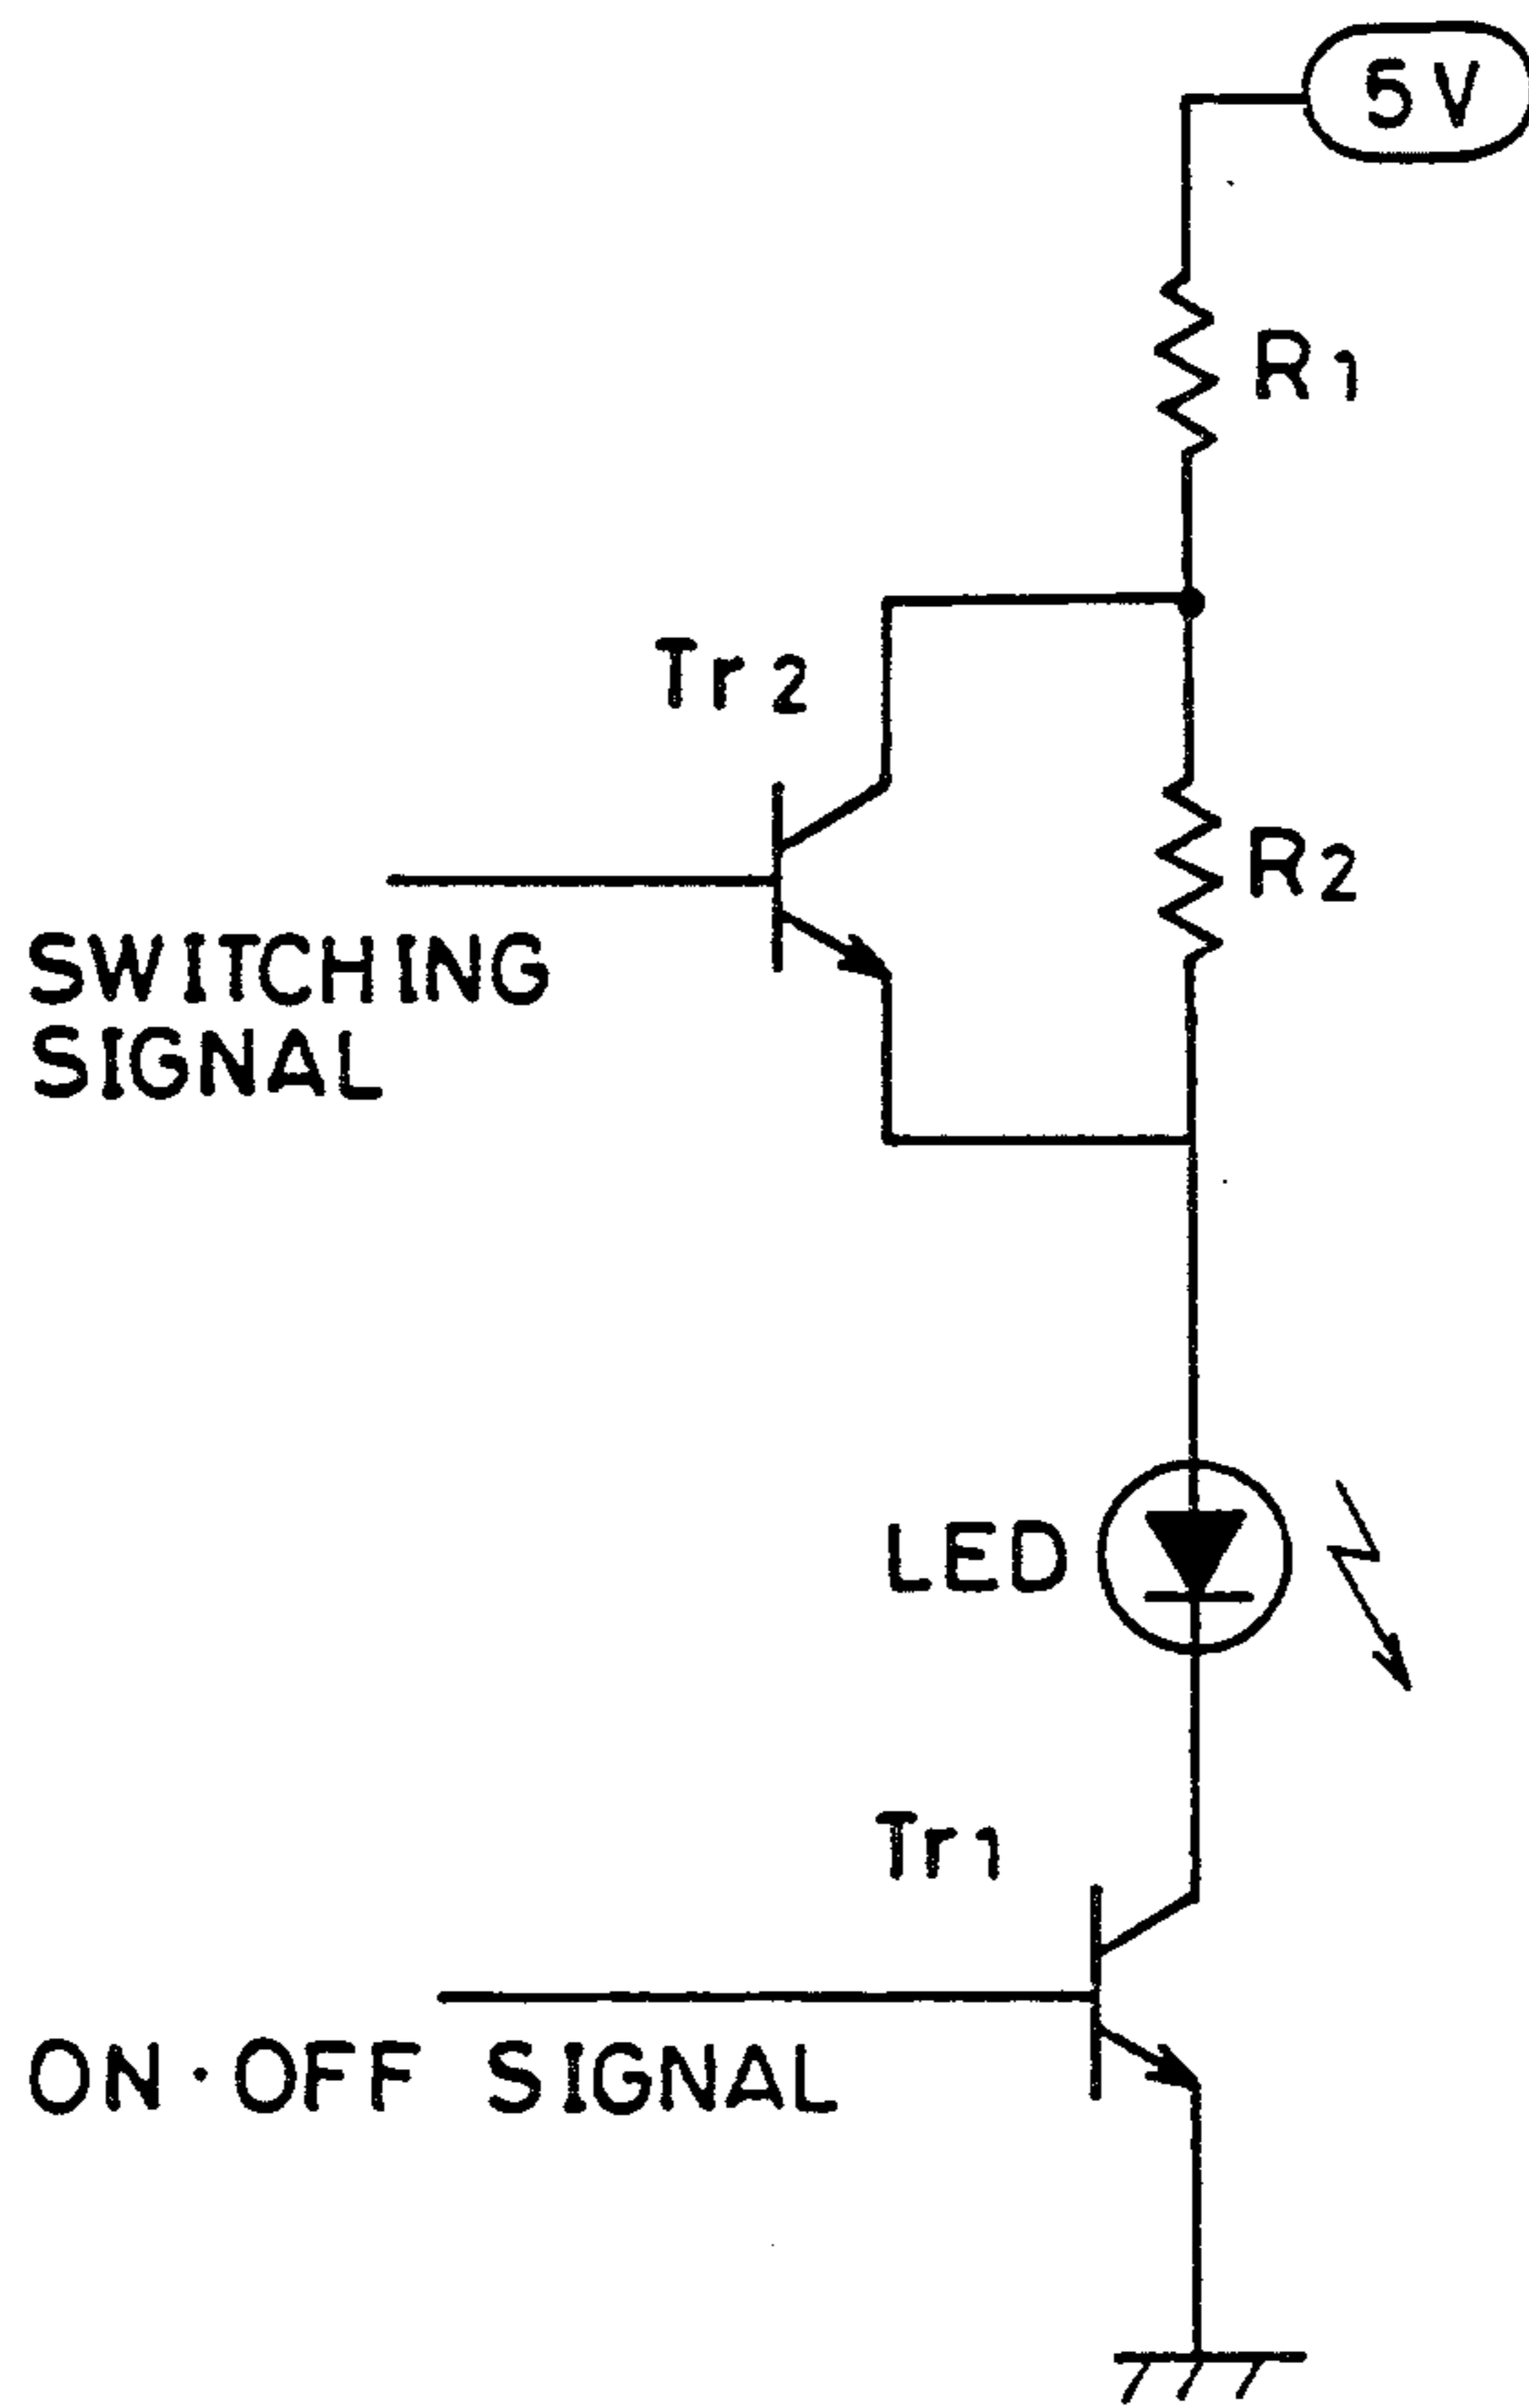 5V
R1
Tr2
R2
SWITCHING
SIGNAL
LED
Tr1
ON·OFF SIGNAL